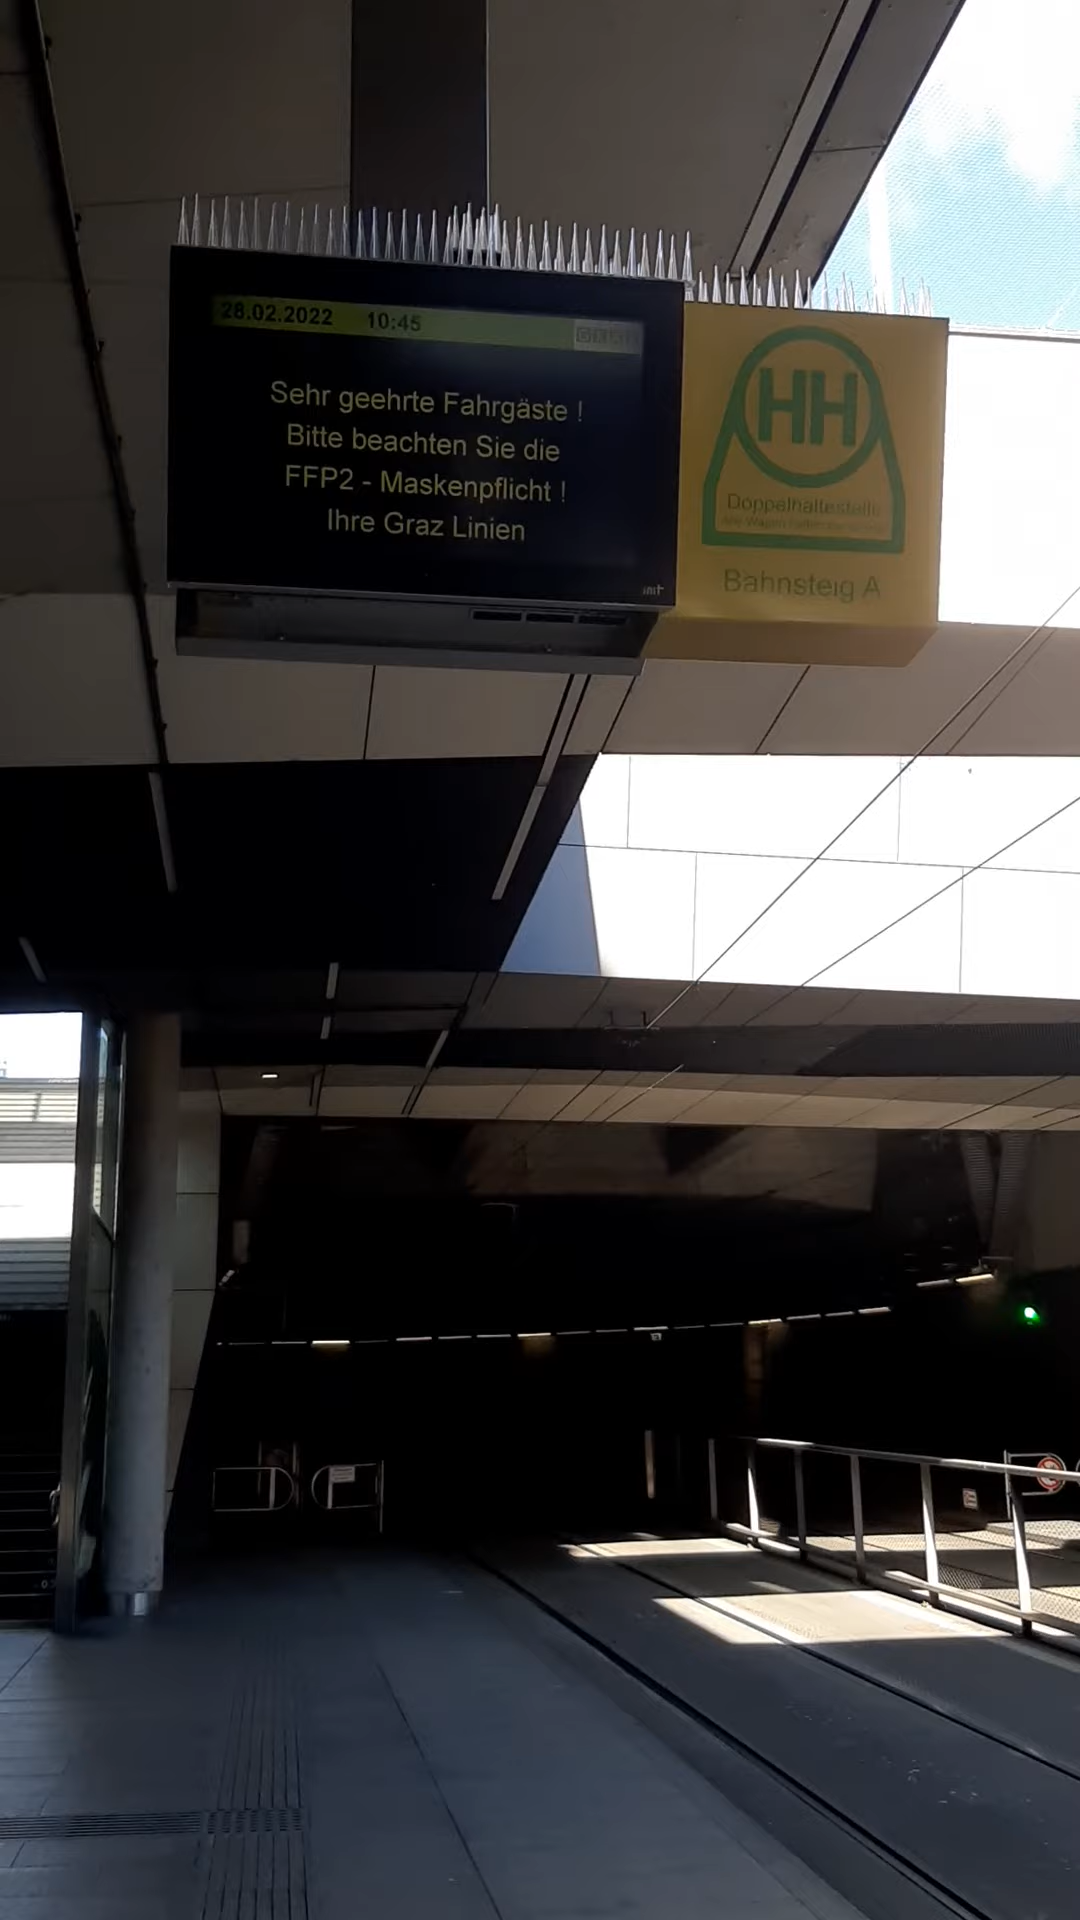 28.02.2022 10:45
Sehr geehrte Fahrgäste !
Bitte beachten Sie die
FFP2 - Maskenpflicht !
Ihre Graz Linien
init
HH
Doppelhaltestelle
Bahnsteig A